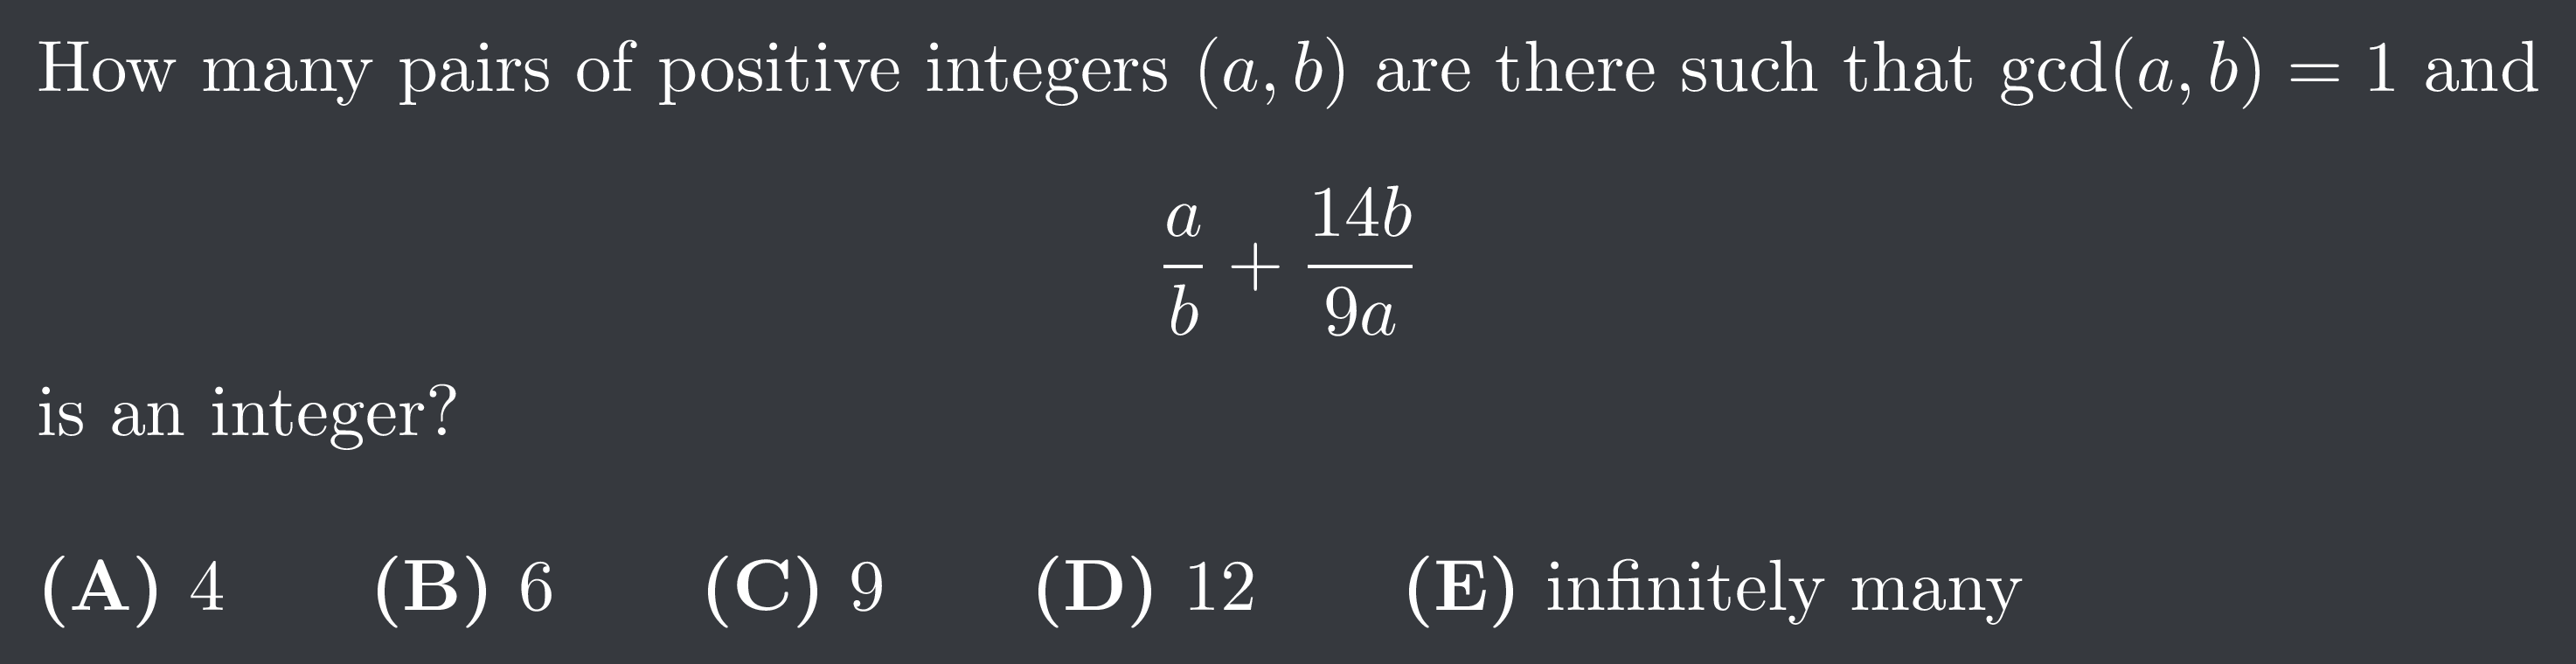 How many pairs of positive integers (a, b) are there such that gcd(a, b) = 1 and
a/b + 14b/9a
is an integer?
(A) 4 (B) 6 (C) 9 (D) 12 (E) infinitely many